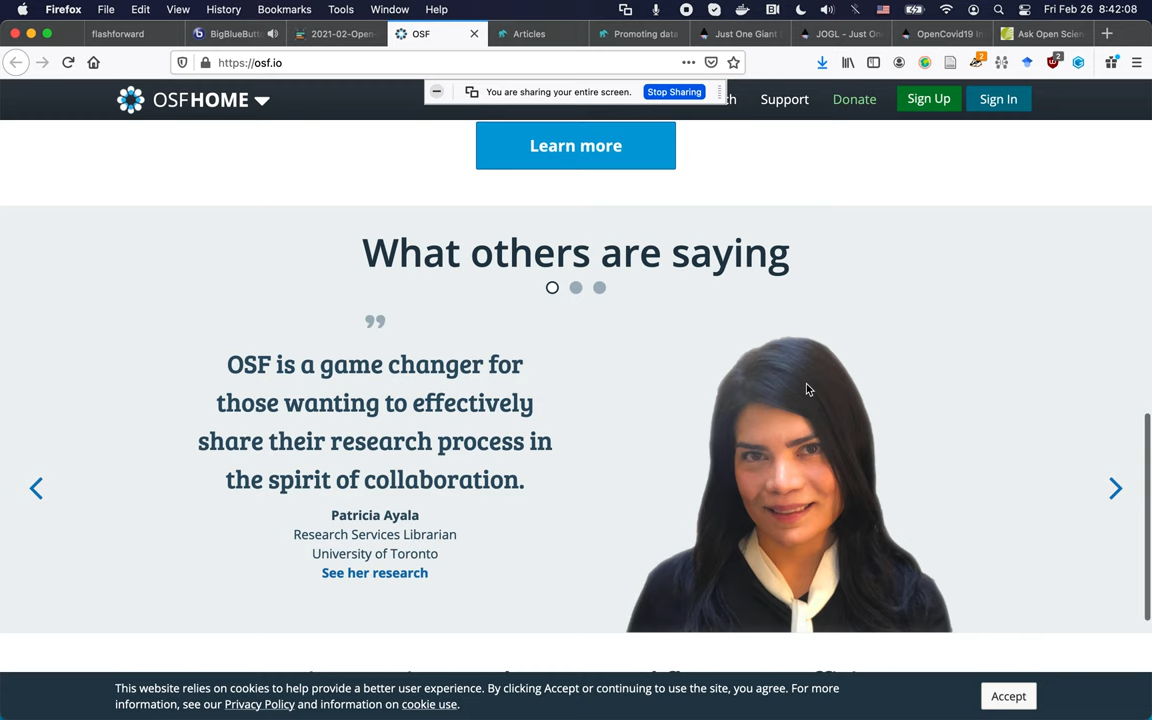 Firefox File Edit View History Bookmarks Tools Window Help Fri Feb 26 8:42:08
flashforward BigBlueButt 2021-02-Open- OSF Articles Promoting data Just One Giant JOGL - Just On OpenCovid19 In Ask Open Scien
https://osf.io 2 2
You are sharing your entire screen. Stop Sharing
OSFHOME ch Support Donate Sign Up Sign In
Learn more
What others are saying
”
OSF is a game changer for
those wanting to effectively
share their research process in
the spirit of collaboration.
Patricia Ayala
Research Services Librarian
University of Toronto
See her research
This website relies on cookies to help provide a better user experience. By clicking Accept or continuing to use the site, you agree. For more
information, see our Privacy Policy and information on cookie use.
Accept